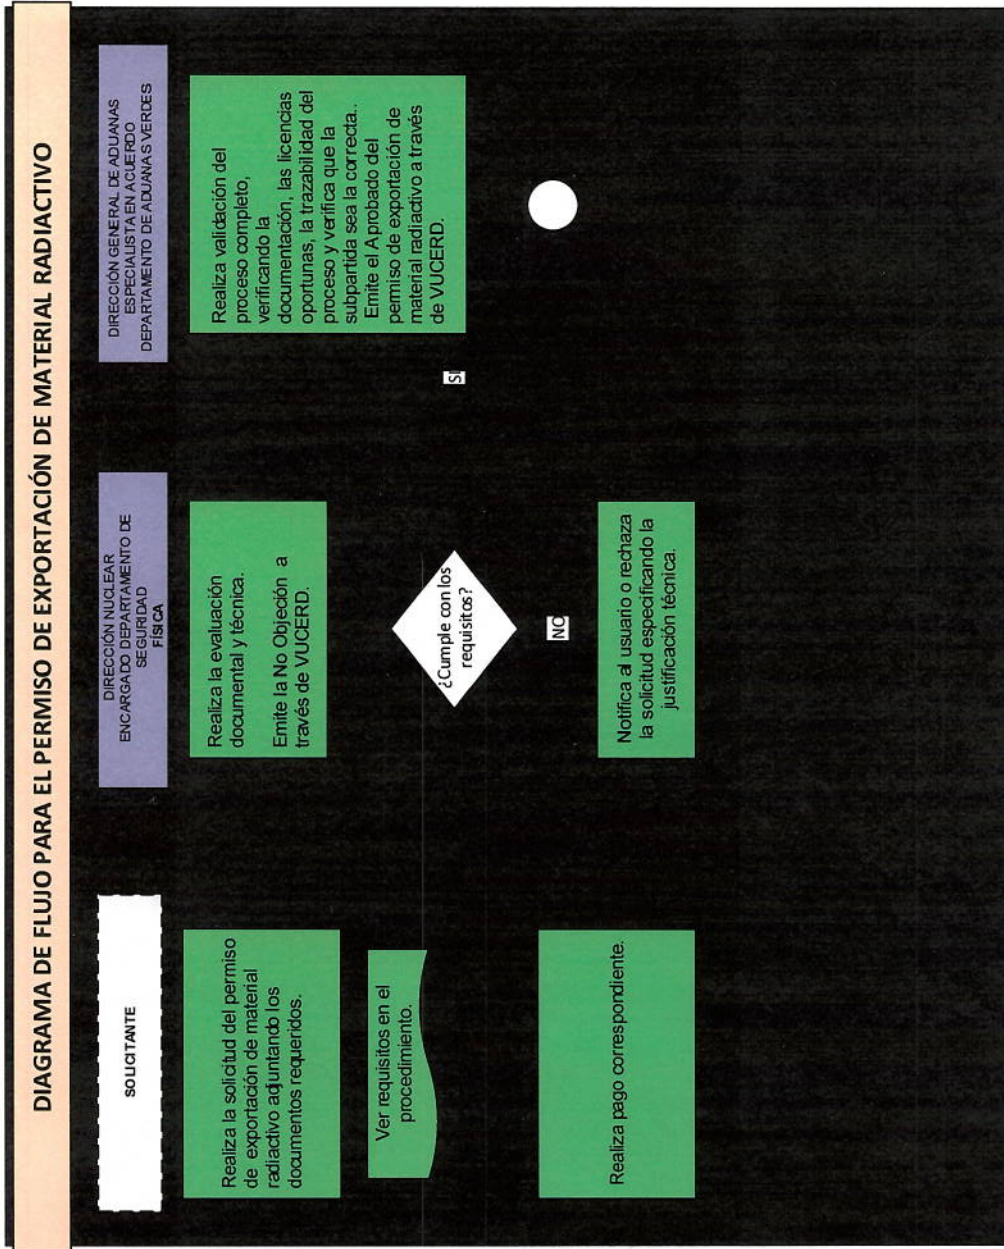 DIAGRAMA DE FLUJO PARA EL PERMISO DE EXPORTACIÓN DE MATERIAL RADIACTIVO
SOLICITANTE
Realiza la solicitud del permiso
de exportación de material
radiactivo adjuntando los
documentos requeridos.
Ver requisitos en el
procedimiento.
Realiza pago correspondiente.
DIRECCIÓN NUCLEAR
ENCARGADO DEPARTAMENTO DE
SEGURIDAD
FÍSICA
Realiza la evaluación
documental y técnica.
Emite la No Objeción a
través de VUCERD.
¿Cumple con los
requisitos?
NO
Notifica al usuario o rechaza
la solicitud especificando la
justificación técnica.
DIRECCIÓN GENERAL DE ADUANAS
ESPECIALISTA EN ACUERDO
DEPARTAMENTO DE ADUANAS VERDES
Realiza validación del
proceso completo,
verificando la
documentación, las licencias
oportunas, la trazabilidad del
proceso y verifica que la
subpartida sea la correcta..
Emite el Aprobado del
permiso de exportación de
material radiactivo a través
de VUCERD.
SI